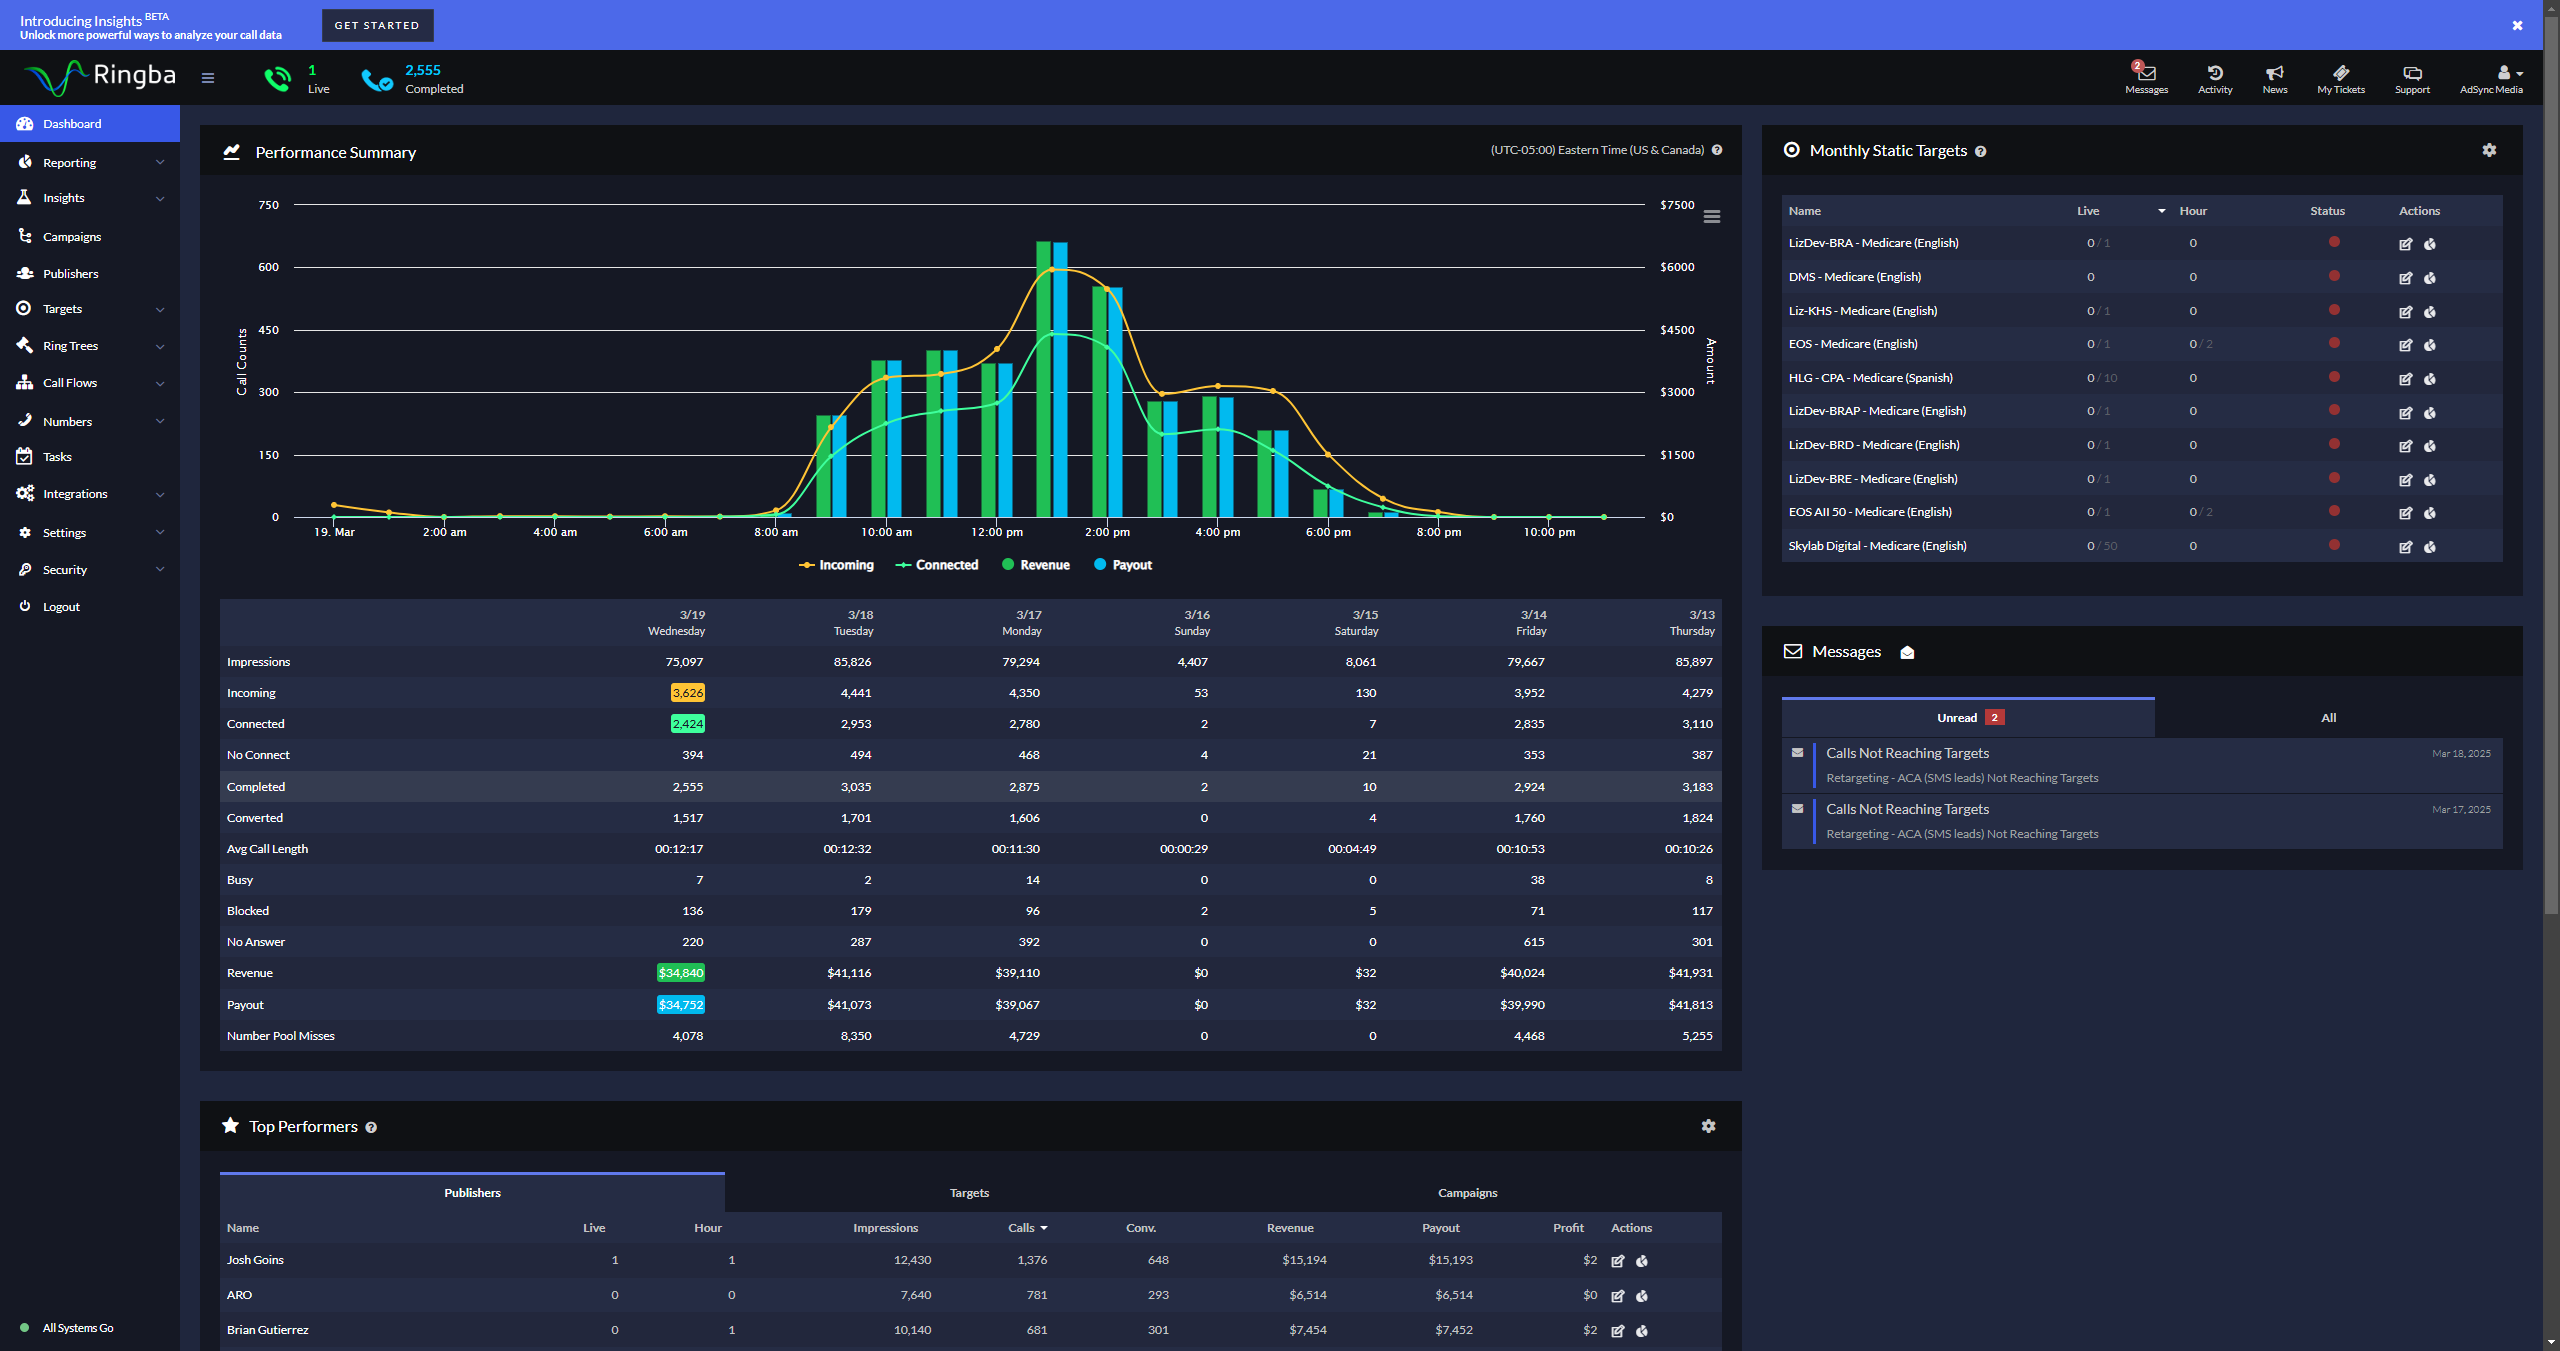 Introducing Insights BETA
Unlock more powerful ways to analyze your call data
GET STARTED
Ringba
1
Live
2,555
Completed
2
Messages
Activity
News
My Tickets
Support
AdSync Media
Dashboard
Reporting
Insights
Campaigns
Publishers
Targets
Ring Trees
Call Flows
Numbers
Tasks
Integrations
Settings
Security
Logout
All Systems Go
Performance Summary
(UTC-05:00) Eastern Time (US & Canada)
750 $7500
600 $6000
450 $4500
300 $3000
150 $1500
0 $0
Call Counts
Amount
19. Mar 2:00 am 4:00 am 6:00 am 8:00 am 10:00 am 12:00 pm 2:00 pm 4:00 pm 6:00 pm 8:00 pm 10:00 pm
Incoming Connected Revenue Payout
3/19 3/18 3/17 3/16 3/15 3/14 3/13
Wednesday Tuesday Monday Sunday Saturday Friday Thursday
Impressions 75,097 85,826 79,294 4,407 8,061 79,667 85,897
Incoming 3,626 4,441 4,350 53 130 3,952 4,279
Connected 2,424 2,953 2,780 2 7 2,835 3,110
No Connect 394 494 468 4 21 353 387
Completed 2,555 3,035 2,875 2 10 2,924 3,183
Converted 1,517 1,701 1,606 0 4 1,760 1,824
Avg Call Length 00:12:17 00:12:32 00:11:30 00:00:29 00:04:49 00:10:53 00:10:26
Busy 7 2 14 0 0 38 8
Blocked 136 179 96 2 5 71 117
No Answer 220 287 392 0 0 615 301
Revenue $34,840 $41,116 $39,110 $0 $32 $40,024 $41,931
Payout $34,752 $41,073 $39,067 $0 $32 $39,990 $41,813
Number Pool Misses 4,078 8,350 4,729 0 0 4,468 5,255
Top Performers
Publishers Targets Campaigns
Name Live Hour Impressions Calls Conv. Revenue Payout Profit Actions
Josh Goins 1 1 12,430 1,376 648 $15,194 $15,193 $2
ARO 0 0 7,640 781 293 $6,514 $6,514 $0
Brian Gutierrez 0 1 10,140 681 301 $7,454 $7,452 $2
Monthly Static Targets
Name Live Hour Status Actions
LizDev-BRA - Medicare (English) 0 / 1 0
DMS - Medicare (English) 0 0
Liz-KHS - Medicare (English) 0 / 1 0
EOS - Medicare (English) 0 / 1 0 / 2
HLG - CPA - Medicare (Spanish) 0 / 10 0
LizDev-BRAP - Medicare (English) 0 / 1 0
LizDev-BRD - Medicare (English) 0 / 1 0
LizDev-BRE - Medicare (English) 0 / 1 0
EOS AII 50 - Medicare (English) 0 / 1 0 / 2
Skylab Digital - Medicare (English) 0 / 50 0
Messages
Unread 2 All
Calls Not Reaching Targets Mar 18, 2025
Retargeting - ACA (SMS leads) Not Reaching Targets
Calls Not Reaching Targets Mar 17, 2025
Retargeting - ACA (SMS leads) Not Reaching Targets